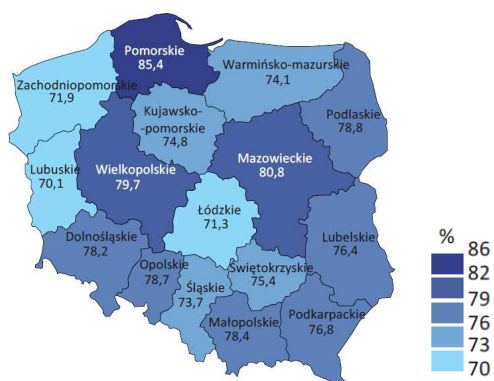 Pomorskie
85,4
Warmińsko-mazurskie
74,1
Zachodniopomorskie
71,9
Kujawsko-
-pomorskie
74,8
Podlaskie
78,8
Mazowieckie
80,8
Lubuskie
70,1
Wielkopolskie
79,7
Łódzkie
71,3
Dolnośląskie
78,2
Lubelskie
76,4
Opolskie
78,7
Śląskie
73,7
Świętokrzyskie
75,4
Małopolskie
78,4
Podkarpackie
76,8
%
86
82
79
76
73
70